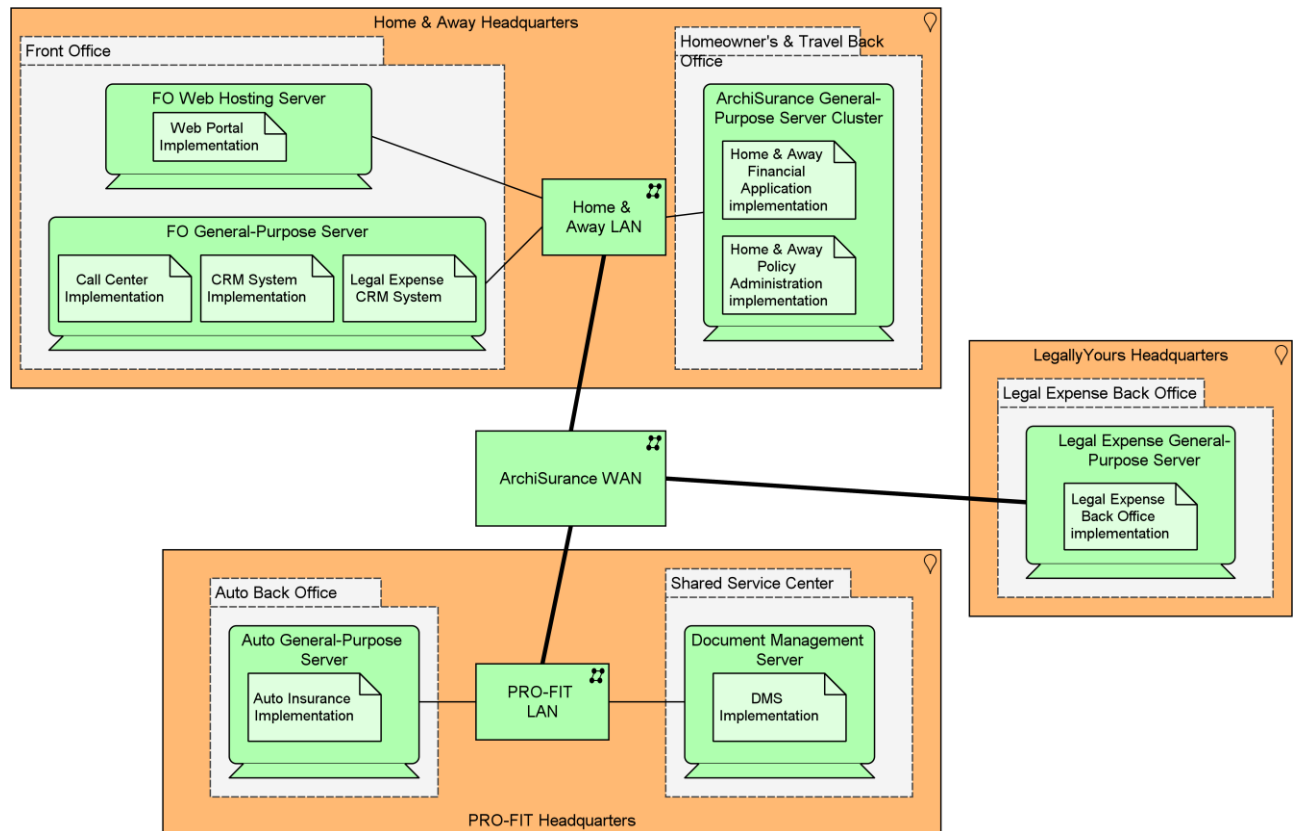 Home & Away Headquarters
Front Office
FO Web Hosting Server
Web Portal
Implementation
FO General-Purpose Server
Call Center
Implementation
CRM System
Implementation
Legal Expense
CRM System
Home &
Away LAN
Homeowner's & Travel Back
Office
ArchiSurance General-
Purpose Server Cluster
Home & Away
Financial
Application
implementation
Home & Away
Policy
Administration
implementation
LegallyYours Headquarters
Legal Expense Back Office
Legal Expense General-
Purpose Server
Legal Expense
Back Office
implementation
ArchiSurance WAN
Auto Back Office
Auto General-Purpose
Server
Auto Insurance
Implementation
PRO-FIT
LAN
Shared Service Center
Document Management
Server
DMS
Implementation
PRO-FIT Headquarters